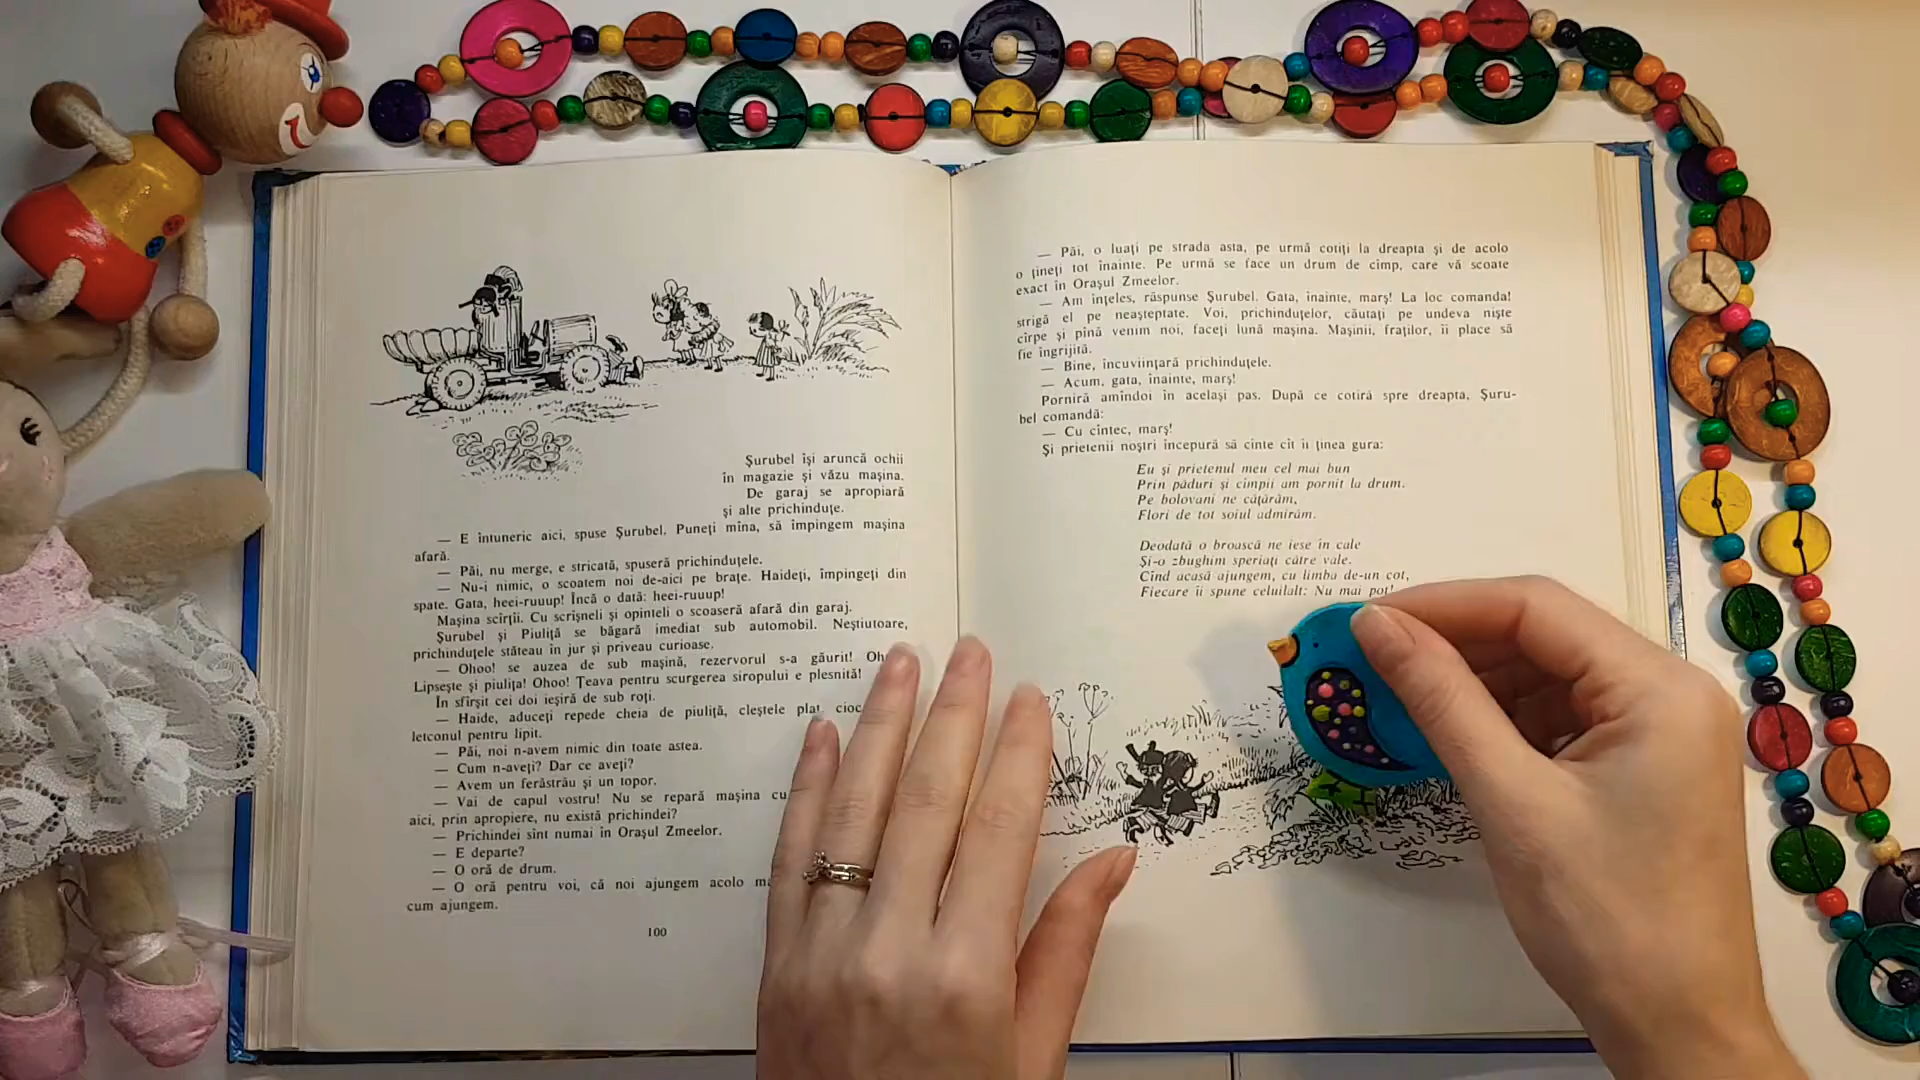 Şurubel îşi aruncă ochii
în magazie şi văzu maşina.
De garaj se apropiară
şi alte prichinduţe.
— E întuneric aici, spuse Şurubel. Puneţi mîna, să împingem maşina
afară.
— Păi, nu merge, e stricată, spuseră prichinduţele.
— Nu-i nimic, o scoatem noi de-aici pe braţe. Haideţi, împingeţi din
spate. Gata, heei-ruuup! Încă o dată: heei-ruuup!
Maşina scîrţîi. Cu scrîşneli şi opinteli o scoaseră afară din garaj.
Şurubel şi Piuliţă se băgară imediat sub automobil. Neştiutoare,
prichinduţele stăteau în jur şi priveau curioase.
— Ohoo! se auzea de sub maşină, rezervorul s-a găurit!
Lipseşte şi piuliţa! Ohoo! Ţeava pentru scurgerea siropului e plesnită!
În sfîrşit cei doi ieşiră de sub roţi.
— Haide, aduceţi repede cheia de piuliţă, cleştele plat,
letconul pentru lipit.
— Păi, noi n-avem nimic din toate astea.
— Cum n-aveţi? Dar ce aveţi?
— Avem un ferăstrău şi un topor.
— Vai de capul vostru! Nu se repară maşina cu
aici, prin apropiere, nu există prichindei?
— Prichindei sînt numai în Oraşul Zmeelor.
— E departe?
— O oră de drum.
— O oră pentru voi, că noi ajungem acolo
cum ajungem.
100
— Păi, o luaţi pe strada asta, pe urmă cotiţi la dreapta şi de acolo
o ţineţi tot înainte. Pe urmă se face un drum de cîmp, care vă scoate
exact în Oraşul Zmeelor.
— Am înţeles, răspunse Şurubel. Gata, înainte, marş! La loc comanda!
strigă el pe neaşteptate. Voi, prichinduţelor, căutaţi pe undeva nişte
cîrpe şi pînă venim noi, faceţi lună maşina. Maşinii, fraţilor, îi place să
fie îngrijită.
— Bine, încuviinţară prichinduţele.
— Acum, gata, înainte, marş!
Porniră amîndoi în acelaşi pas. După ce cotiră spre dreapta, Şuru-
bel comandă:
— Cu cîntec, marş!
Şi prietenii noştri începură să cînte cît îi ţinea gura:
Eu şi prietenul meu cel mai bun
Prin păduri şi cîmpii am pornit la drum.
Pe bolovani ne căţărăm,
Flori de tot soiul admirăm.
Deodată o broască ne iese în cale
Şi-o zbughim speriaţi către vale.
Cînd acasă ajungem, cu limba de-un cot,
Fiecare îi spune celuilalt: Nu mai pot!